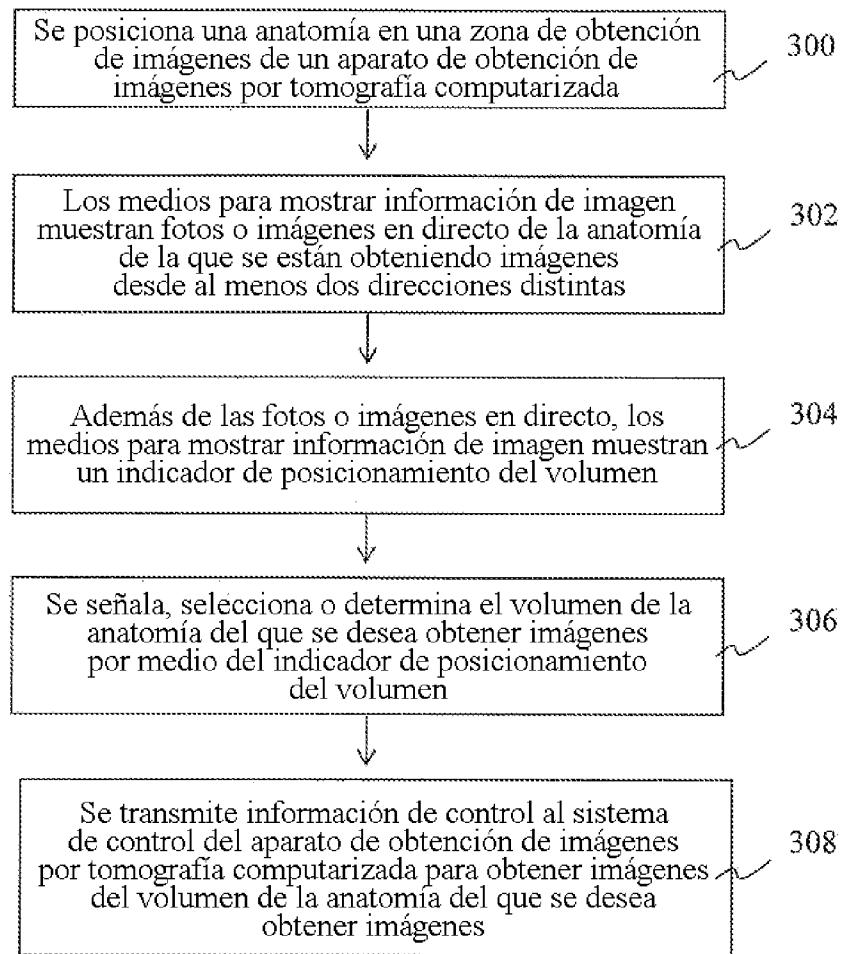 Se posiciona una anatomía en una zona de obtención
de imágenes de un aparato de obtención de
imágenes por tomografía computarizada
300
Los medios para mostrar información de imagen
muestran fotos o imágenes en directo de la anatomía
de la que se están obteniendo imágenes
desde al menos dos direcciones distintas
302
Además de las fotos o imágenes en directo, los
medios para mostrar información de imagen muestran
un indicador de posicionamiento del volumen
304
Se señala, selecciona o determina el volumen de la
anatomía del que se desea obtener imágenes
por medio del indicador de posicionamiento
del volumen
306
Se transmite información de control al sistema
de control del aparato de obtención de imágenes
por tomografía computarizada para obtener imágenes
del volumen de la anatomía del que se desea
obtener imágenes
308